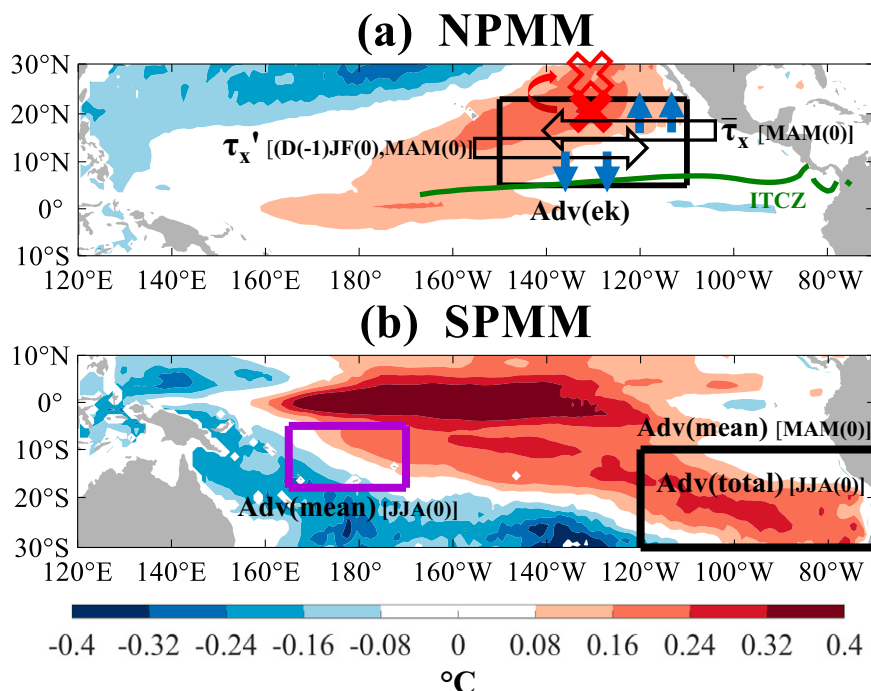 (a) NPMM
30°N
20°N
10°N
0°
10°S
τx' [(D(-1)JF(0),MAM(0)]
τ̄x [MAM(0)]
Adv(ek)
ITCZ
120°E 140°E 160°E 180°W 160°W 140°W 120°W 100°W 80°W
(b) SPMM
10°N
0°
10°S
20°S
30°S
Adv(mean) [MAM(0)]
Adv(total) [JJA(0)]
Adv(mean) [JJA(0)]
120°E 140°E 160°E 180°W 160°W 140°W 120°W 100°W 80°W
-0.4 -0.32 -0.24 -0.16 -0.08 0 0.08 0.16 0.24 0.32 0.4
°C